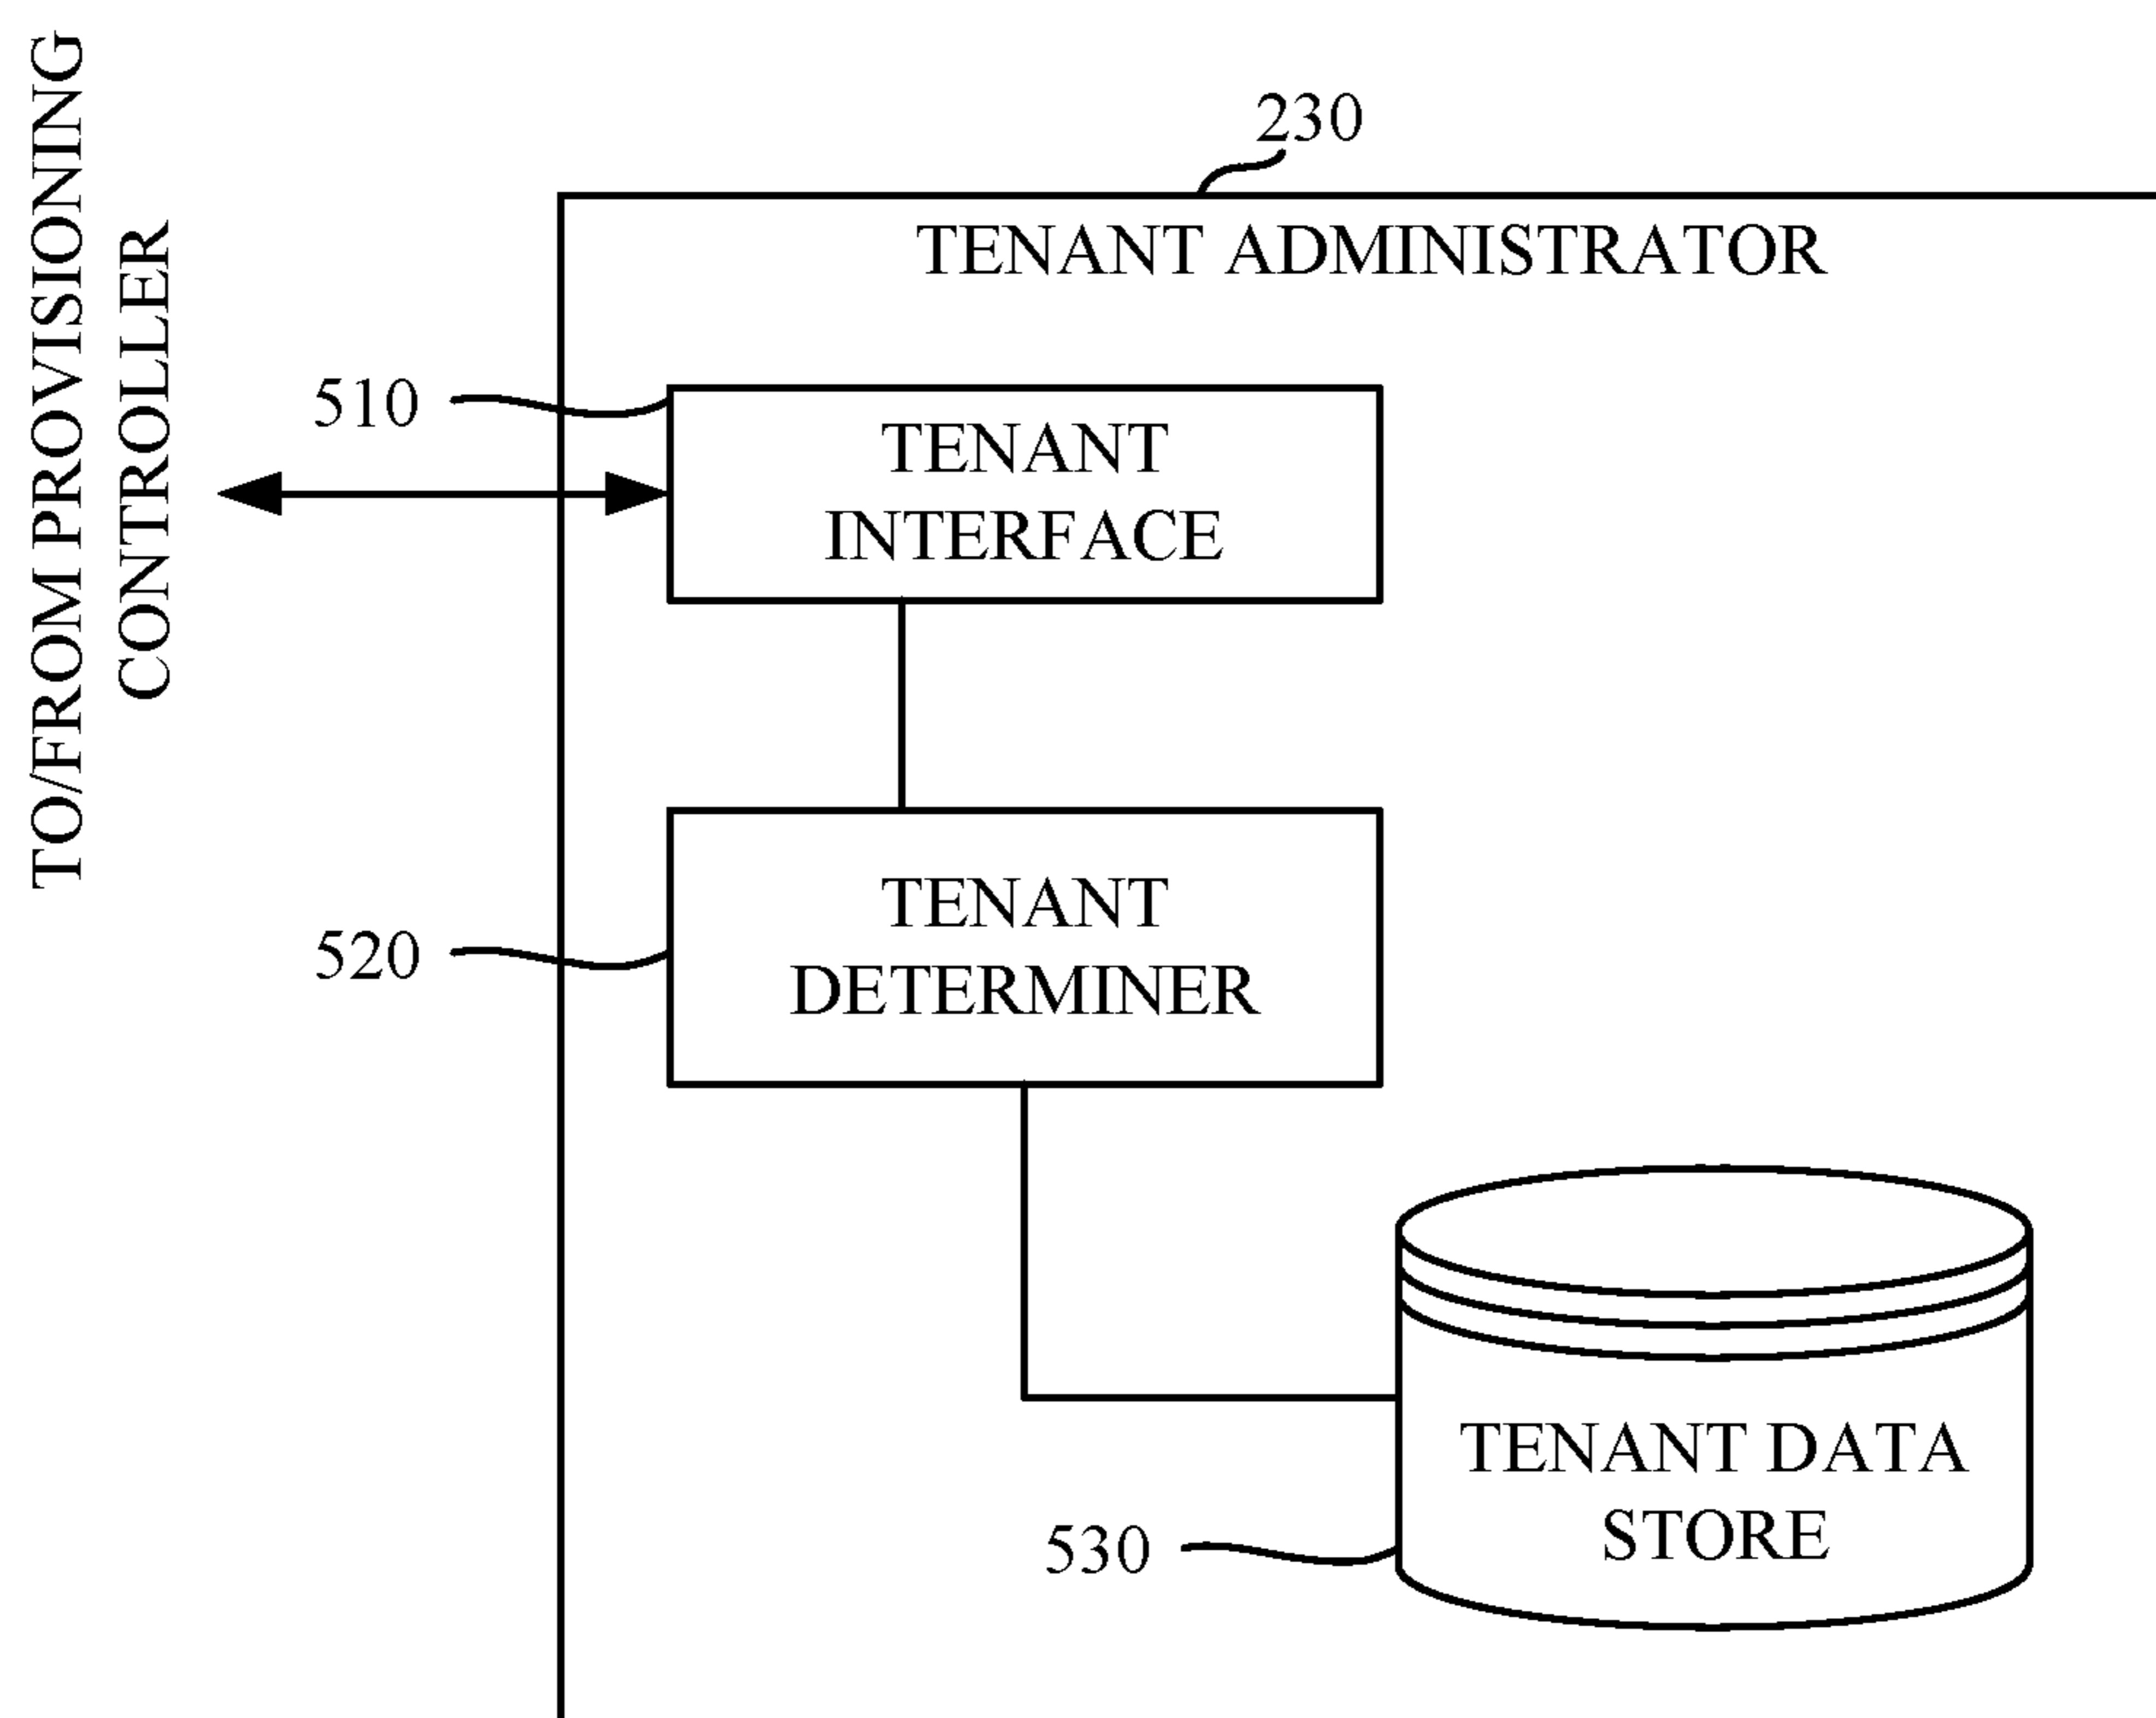 TO/FROM PROVISIONING
CONTROLLER
230
TENANT ADMINISTRATOR
510
TENANT
INTERFACE
520
TENANT
DETERMINER
530
TENANT DATA
STORE